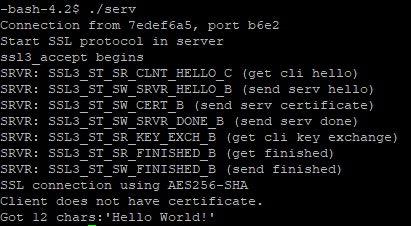 -bash-4.2$ ./serv
Connection from 7edef6a5, port b6e2
Start SSL protocol in server
ssl3_accept begins
SRVR: SSL3_ST_SR_CLNT_HELLO_C (get cli hello)
SRVR: SSL3_ST_SW_SRVR_HELLO_B (send serv hello)
SRVR: SSL3_ST_SW_CERT_B (send serv certificate)
SRVR: SSL3_ST_SW_SRVR_DONE_B (send serv done)
SRVR: SSL3_ST_SR_KEY_EXCH_B (get cli key exchange)
SRVR: SSL3_ST_SR_FINISHED_B (get finished)
SRVR: SSL3_ST_SW_FINISHED_B (send finished)
SSL connection using AES256-SHA
Client does not have certificate.
Got 12 chars:'Hello World!'